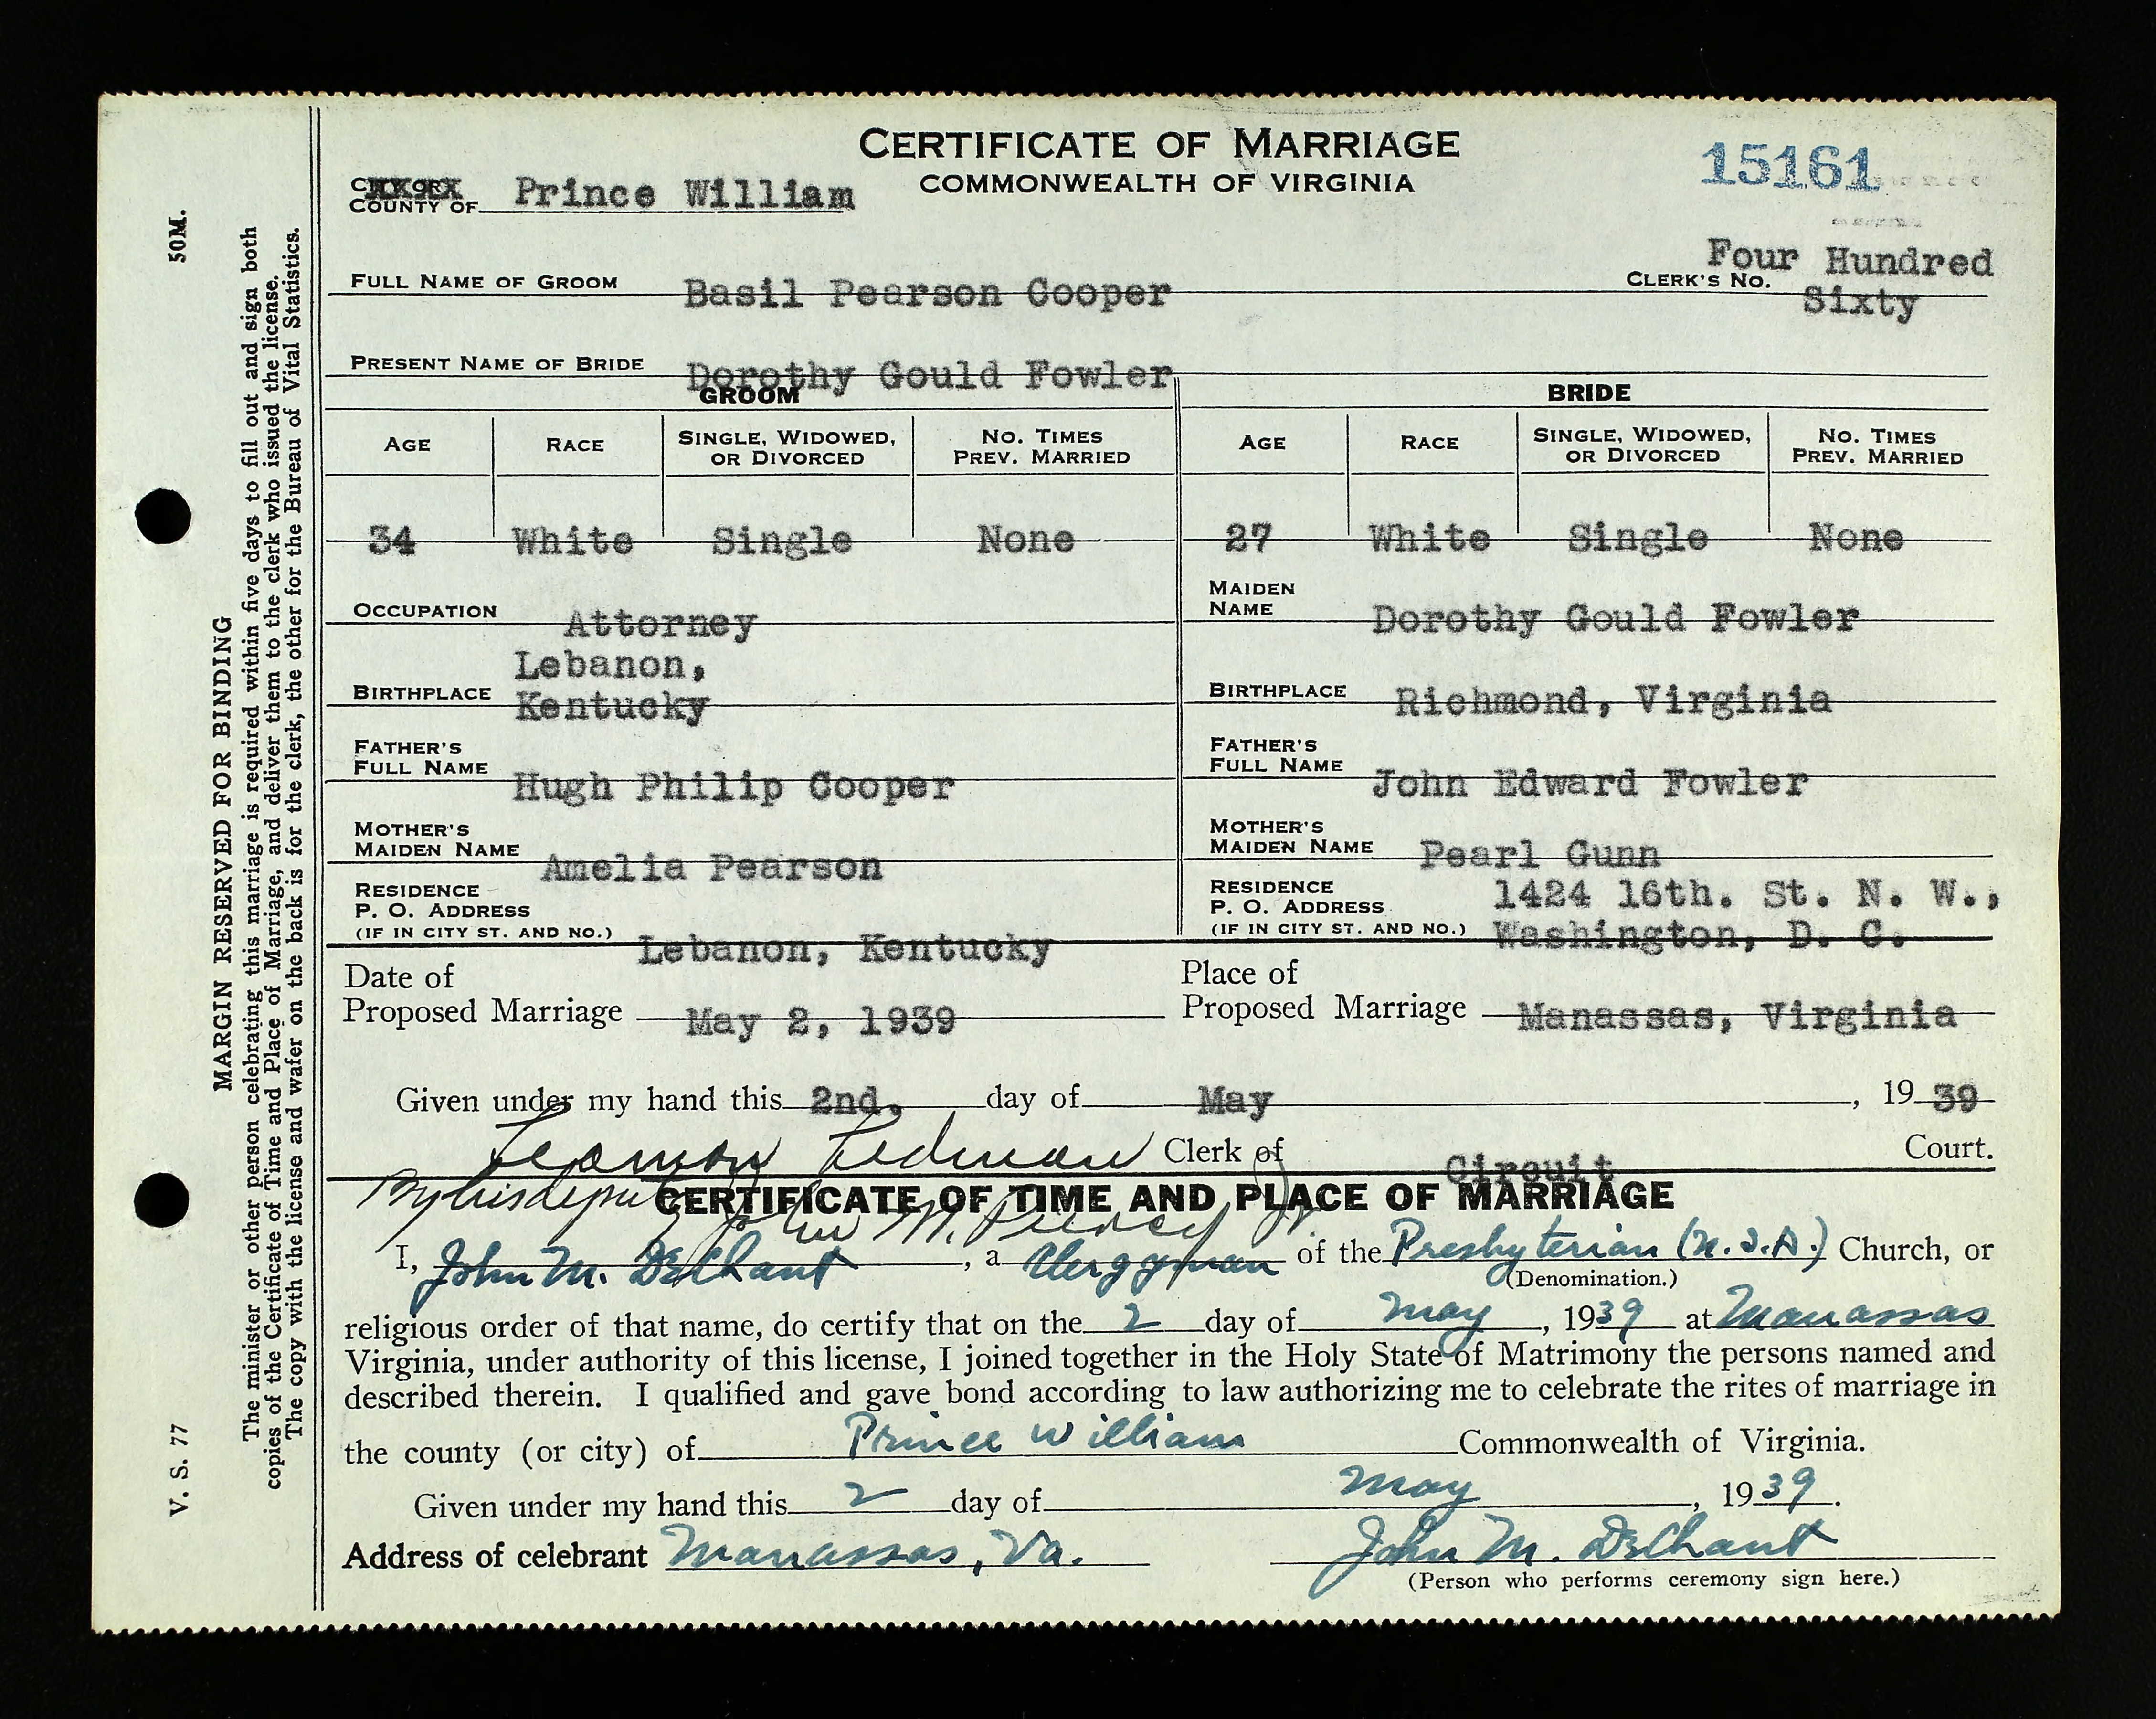 CERTIFICATE OF MARRIAGE
COMMONWEALTH OF VIRGINIA
15161
CITY OR
COUNTY OF Prince William
FULL NAME OF GROOM Basil Pearson Cooper
CLERK'S NO. Four Hundred Sixty
PRESENT NAME OF BRIDE Dorothy Gould Fowler
GROOM BRIDE
AGE RACE SINGLE, WIDOWED, OR DIVORCED NO. TIMES PREV. MARRIED AGE RACE SINGLE, WIDOWED, OR DIVORCED NO. TIMES PREV. MARRIED
34 White Single None 27 White Single None
OCCUPATION Attorney
MAIDEN NAME Dorothy Gould Fowler
BIRTHPLACE Lebanon, Kentucky
BIRTHPLACE Richmond, Virginia
FATHER'S FULL NAME Hugh Philip Cooper
FATHER'S FULL NAME John Edward Fowler
MOTHER'S MAIDEN NAME Amelia Pearson
MOTHER'S MAIDEN NAME Pearl Gunn
RESIDENCE P. O. ADDRESS (IF IN CITY ST. AND NO.) Lebanon, Kentucky
RESIDENCE P. O. ADDRESS (IF IN CITY ST. AND NO.) 1424 16th. St. N. W., Washington, D. C.
Date of Proposed Marriage May 2, 1939
Place of Proposed Marriage Manassas, Virginia
Given under my hand this 2nd. day of May, 1939
Leamon Ledman Clerk of Circuit Court.
By his deputy John M. Jr
CERTIFICATE OF TIME AND PLACE OF MARRIAGE
I, John M. DeChant, a Clergyman of the Presbyterian (U.S.A.) Church, or
(Denomination.)
religious order of that name, do certify that on the 2 day of May, 1939 at Manassas
Virginia, under authority of this license, I joined together in the Holy State of Matrimony the persons named and
described therein. I qualified and gave bond according to law authorizing me to celebrate the rites of marriage in
the county (or city) of Prince William Commonwealth of Virginia.
Given under my hand this 2 day of May, 1939.
Address of celebrant Manassas, Va. John M. DeChant
(Person who performs ceremony sign here.)
V. S. 77 50M.
MARGIN RESERVED FOR BINDING
The minister or other person celebrating this marriage is required within five days to fill out and sign both
copies of the Certificate of Time and Place of Marriage, and deliver them to the clerk who issued the license.
The copy with the license and wafer on the back is for the clerk, the other for the Bureau of Vital Statistics.